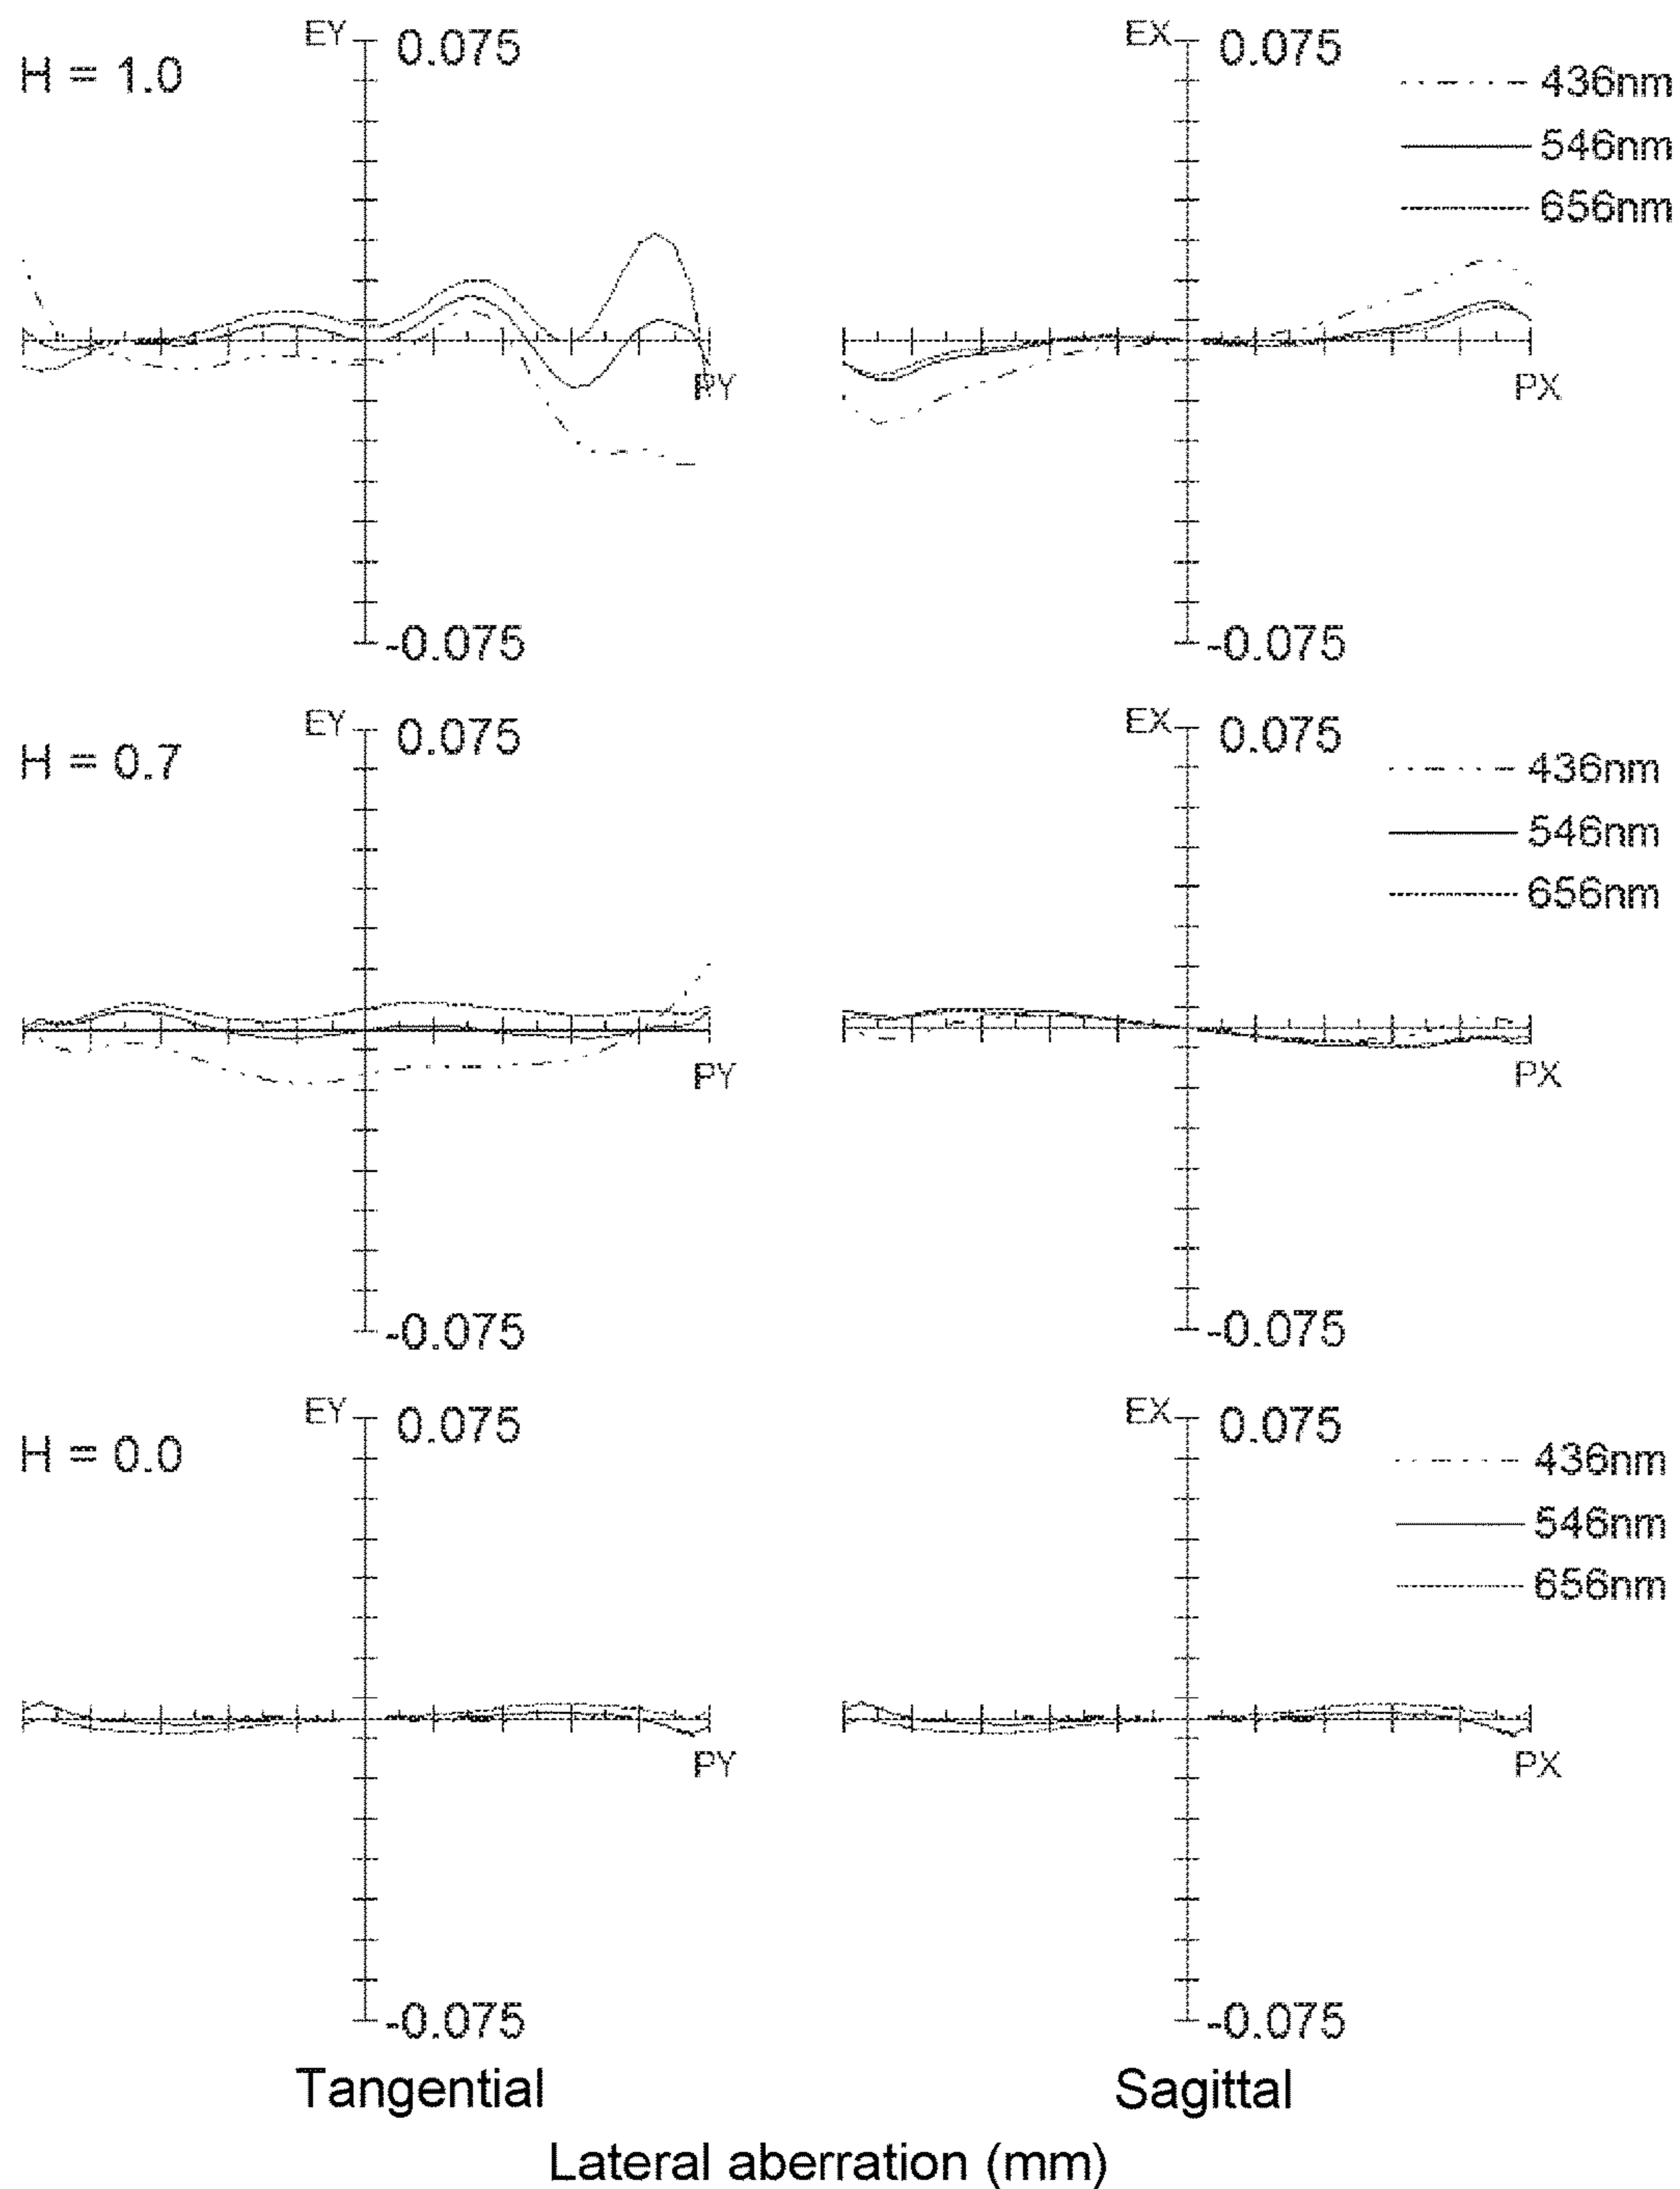 H = 1.0
EY 0.075
EX 0.075
436nm
546nm
656nm
PY
PX
-0.075
-0.075
H = 0.7
EY 0.075
EX 0.075
436nm
546nm
656nm
PY
PX
-0.075
-0.075
H = 0.0
EY 0.075
EX 0.075
436nm
546nm
656nm
PY
PX
-0.075
-0.075
Tangential
Sagittal
Lateral aberration (mm)